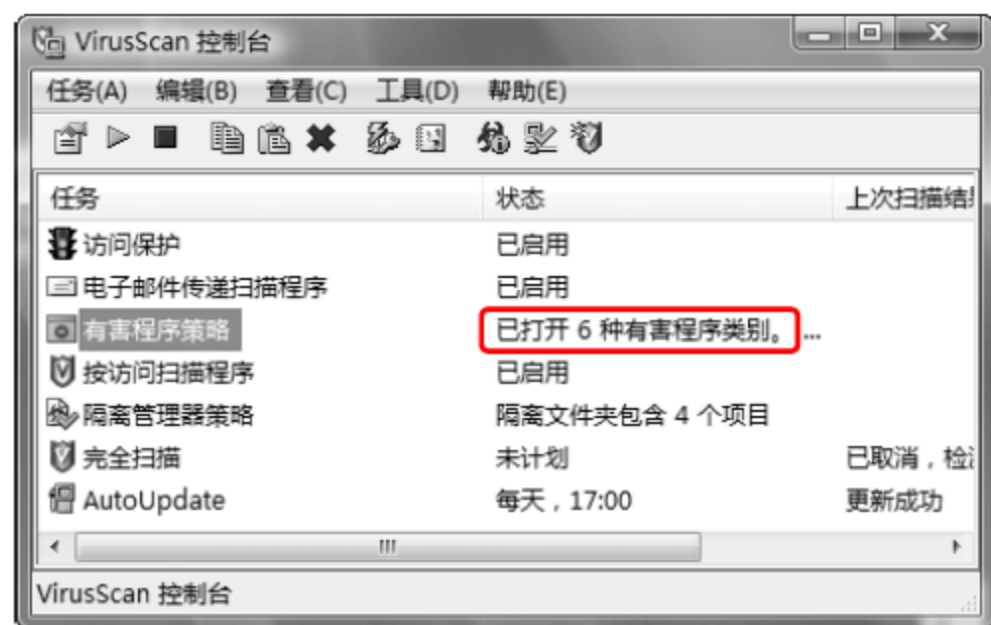 VirusScan 控制台
任务(A) 编辑(B) 查看(C) 工具(D) 帮助(E)
任务 状态 上次扫描结
访问保护 已启用
电子邮件传递扫描程序 已启用
有害程序策略 已打开 6 种有害程序类别。...
按访问扫描程序 已启用
隔离管理器策略 隔离文件夹包含 4 个项目
完全扫描 未计划 已取消，检
AutoUpdate 每天，17:00 更新成功
VirusScan 控制台